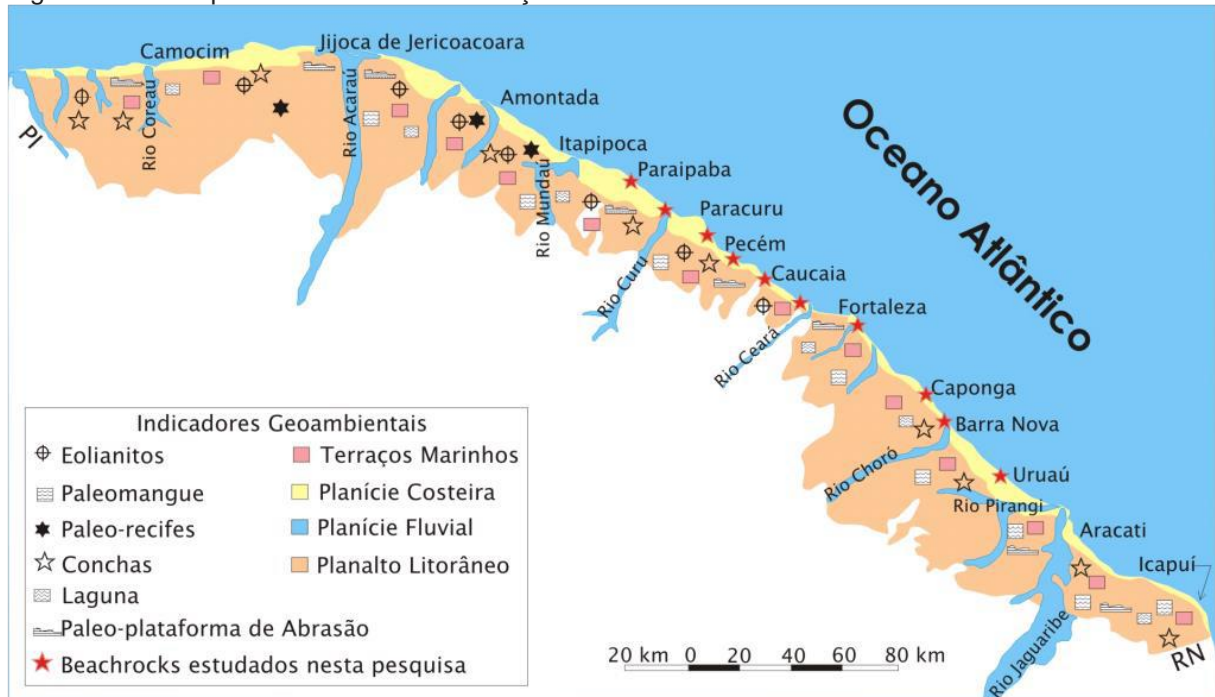 Camocim
Jijoca de Jericoacoara
Amontada
Itapipoca
Paraipaba
Paracuru
Pecém
Caucaia
Fortaleza
Caponga
Barra Nova
Uruaú
Aracati
Icapuí
Oceano Atlântico
PI
Rio Coreaú
Rio Acaraú
Rio Mundaú
Rio Curu
Rio Ceará
Rio Choró
Rio Pirangi
Rio Jaguaribe
RN
Indicadores Geoambientais
Eolianitos
Terraços Marinhos
Paleomangue
Planície Costeira
Paleo-recifes
Planície Fluvial
Conchas
Planalto Litorâneo
Laguna
Paleo-plataforma de Abrasão
Beachrocks estudados nesta pesquisa
20 km 0 20 40 60 80 km